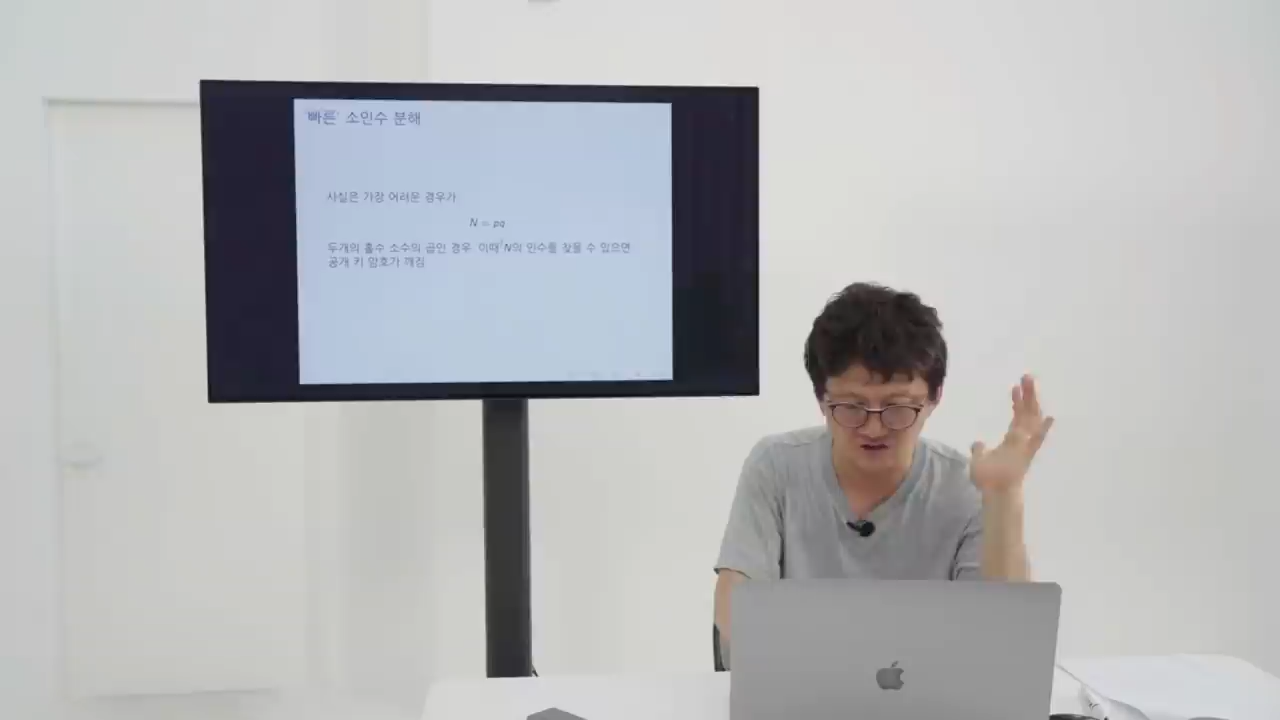 '빠른' 소인수 분해
사실은 가장 어려운 경우가
N = pq
두개의 홀수 소수의 곱인 경우 이때 N의 인수를 찾을 수 있으면
공개 키 암호가 깨짐